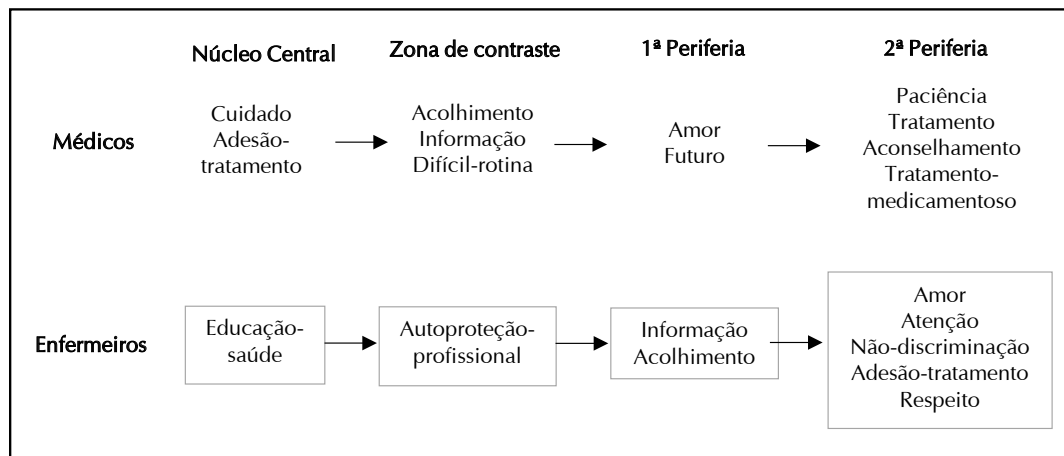 Núcleo Central
Zona de contraste
1ª Periferia
2ª Periferia
Médicos
Cuidado
Adesão-
tratamento
Acolhimento
Informação
Difícil-rotina
Amor
Futuro
Paciência
Tratamento
Aconselhamento
Tratamento-
medicamentoso
Enfermeiros
Educação-
saúde
Autoproteção-
profissional
Informação
Acolhimento
Amor
Atenção
Não-discriminação
Adesão-tratamento
Respeito